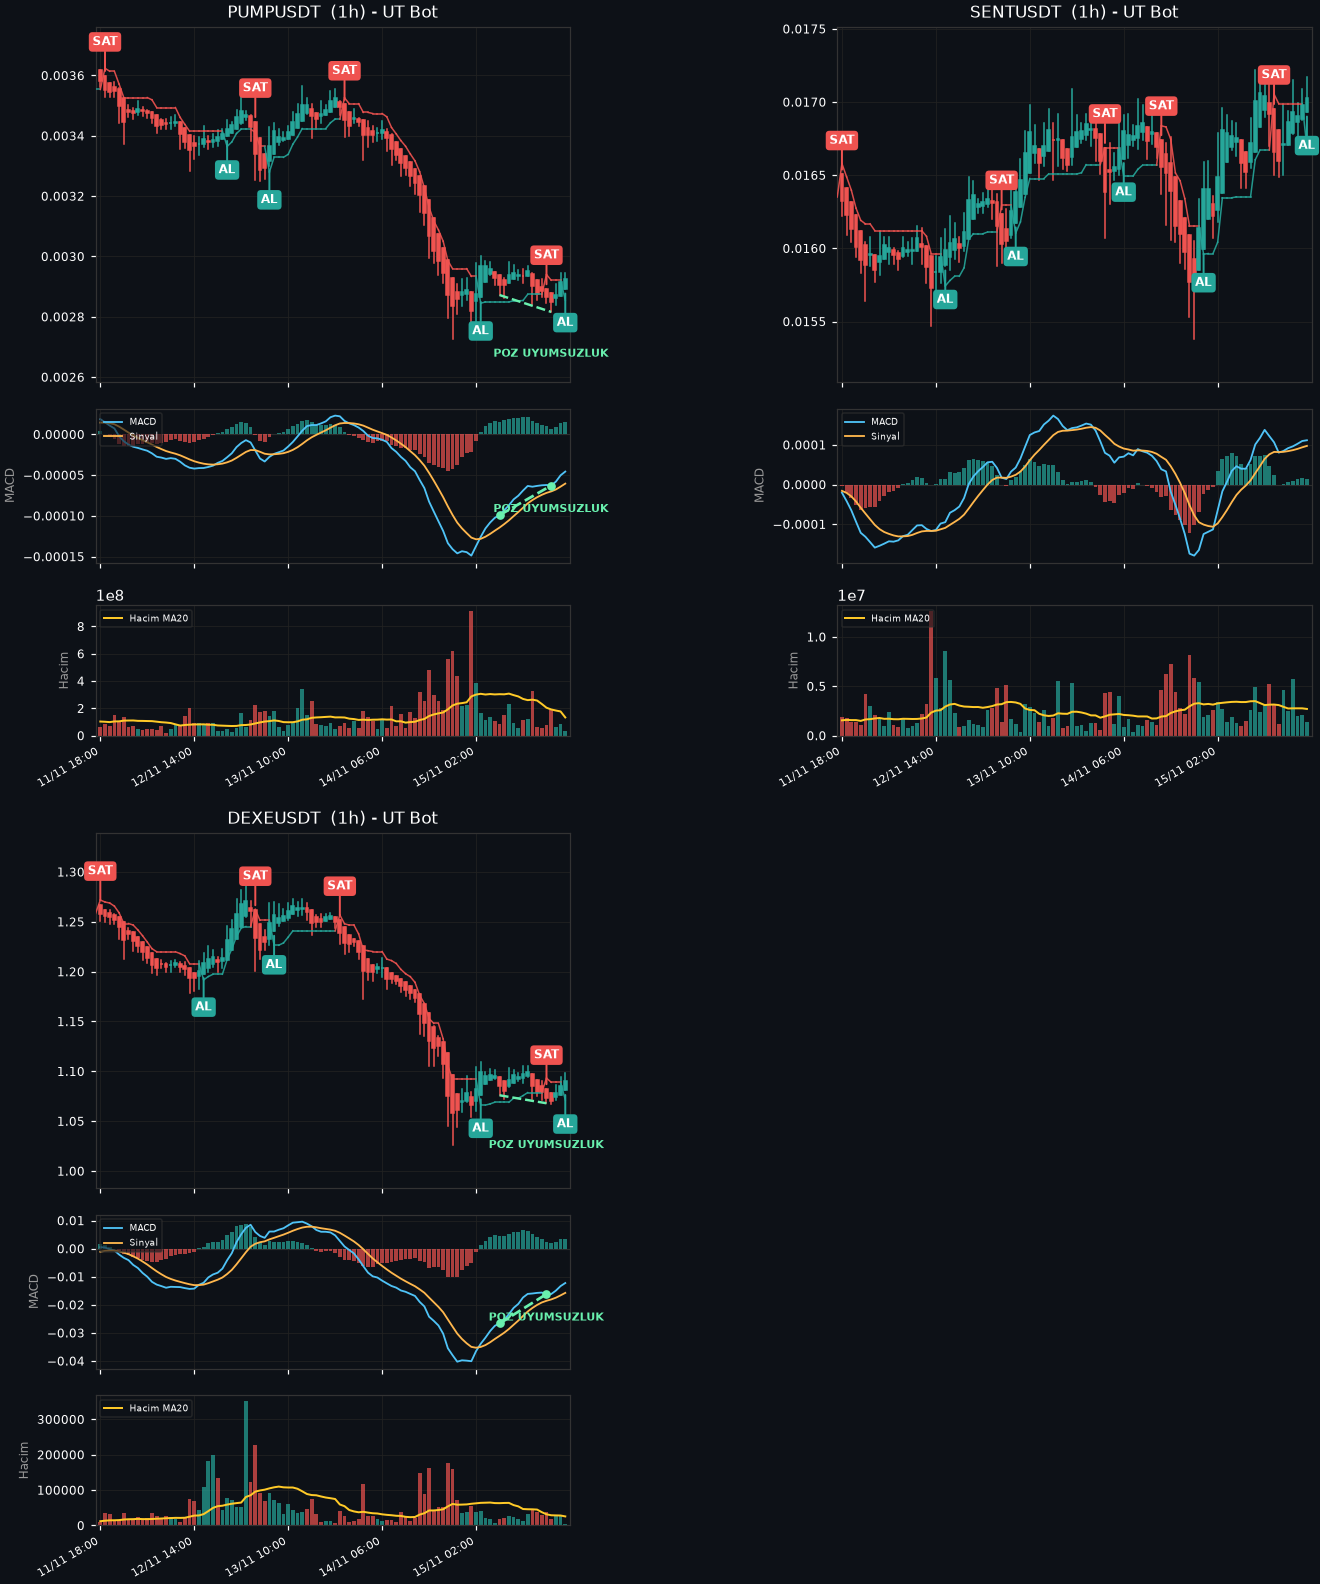 PUMPUSDT (1h) - UT Bot
SAT
SAT
SAT
SAT
AL
AL
AL
AL
POZ UYUMSUZLUK
0.0036
0.0034
0.0032
0.0030
0.0028
0.0026
MACD
Sinyal
POZ UYUMSUZLUK
MACD
0.00000
−0.00005
−0.00010
−0.00015
1e8
Hacim MA20
Hacim
8
6
4
2
0
11/11 18:00
12/11 14:00
13/11 10:00
14/11 06:00
15/11 02:00
SENTUSDT (1h) - UT Bot
SAT
SAT
SAT
SAT
SAT
AL
AL
AL
AL
AL
0.0175
0.0170
0.0165
0.0160
0.0155
MACD
Sinyal
MACD
0.0001
0.0000
−0.0001
1e7
Hacim MA20
Hacim
1.0
0.5
0.0
11/11 18:00
12/11 14:00
13/11 10:00
14/11 06:00
15/11 02:00
DEXEUSDT (1h) - UT Bot
SAT
SAT
SAT
SAT
AL
AL
AL
AL
POZ UYUMSUZLUK
1.30
1.25
1.20
1.15
1.10
1.05
1.00
MACD
Sinyal
POZ UYUMSUZLUK
MACD
0.01
0.00
−0.01
−0.02
−0.03
−0.04
Hacim MA20
Hacim
300000
200000
100000
0
11/11 18:00
12/11 14:00
13/11 10:00
14/11 06:00
15/11 02:00